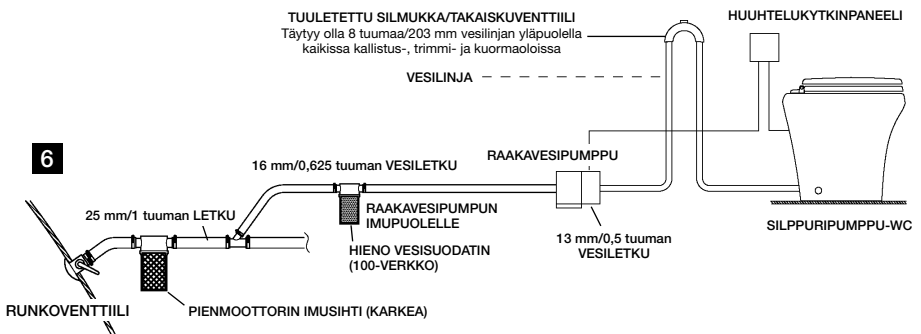 TUULETETTU SILMUKKA/TAKAISKUVENTTIILI
Täytyy olla 8 tuumaa/203 mm vesilinjan yläpuolella
kaikissa kallistus-, trimmi- ja kuormaoloissa
HUUHTELUKYTKINPANEELI
VESILINJA
6
16 mm/0,625 tuuman VESILETKU
RAAKAVESIPUMPPU
25 mm/1 tuuman LETKU
RAAKAVESIPUMPUN
IMUPUOLELLE
HIENO VESISUODATIN
(100-VERKKO)
13 mm/0,5 tuuman
VESILETKU
SILPPURIPUMPPU-WC
RUNKOVENTTIILI
PIENMOOTTORIN IMUSIHTI (KARKEA)